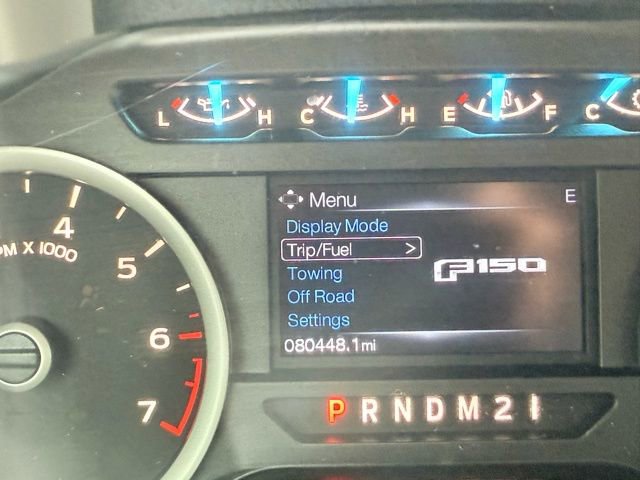 L H C H E F C
Menu E
Display Mode
Trip/Fuel >
Towing
Off Road
Settings
F150
080448.1mi
4
PM X 1000
5
6
7
P R N D M 2 1